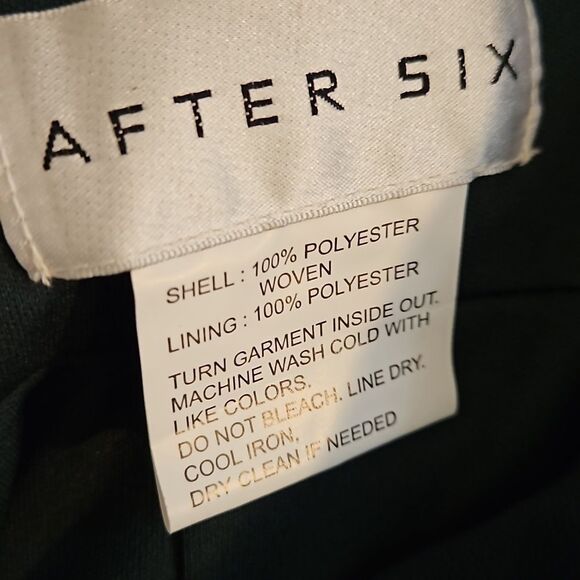 AFTER SIX
SHELL : 100% POLYESTER
WOVEN
LINING : 100% POLYESTER
TURN GARMENT INSIDE OUT.
MACHINE WASH COLD WITH
LIKE COLORS.
DO NOT BLEACH. LINE DRY.
COOL IRON,
DRY CLEAN IF NEEDED